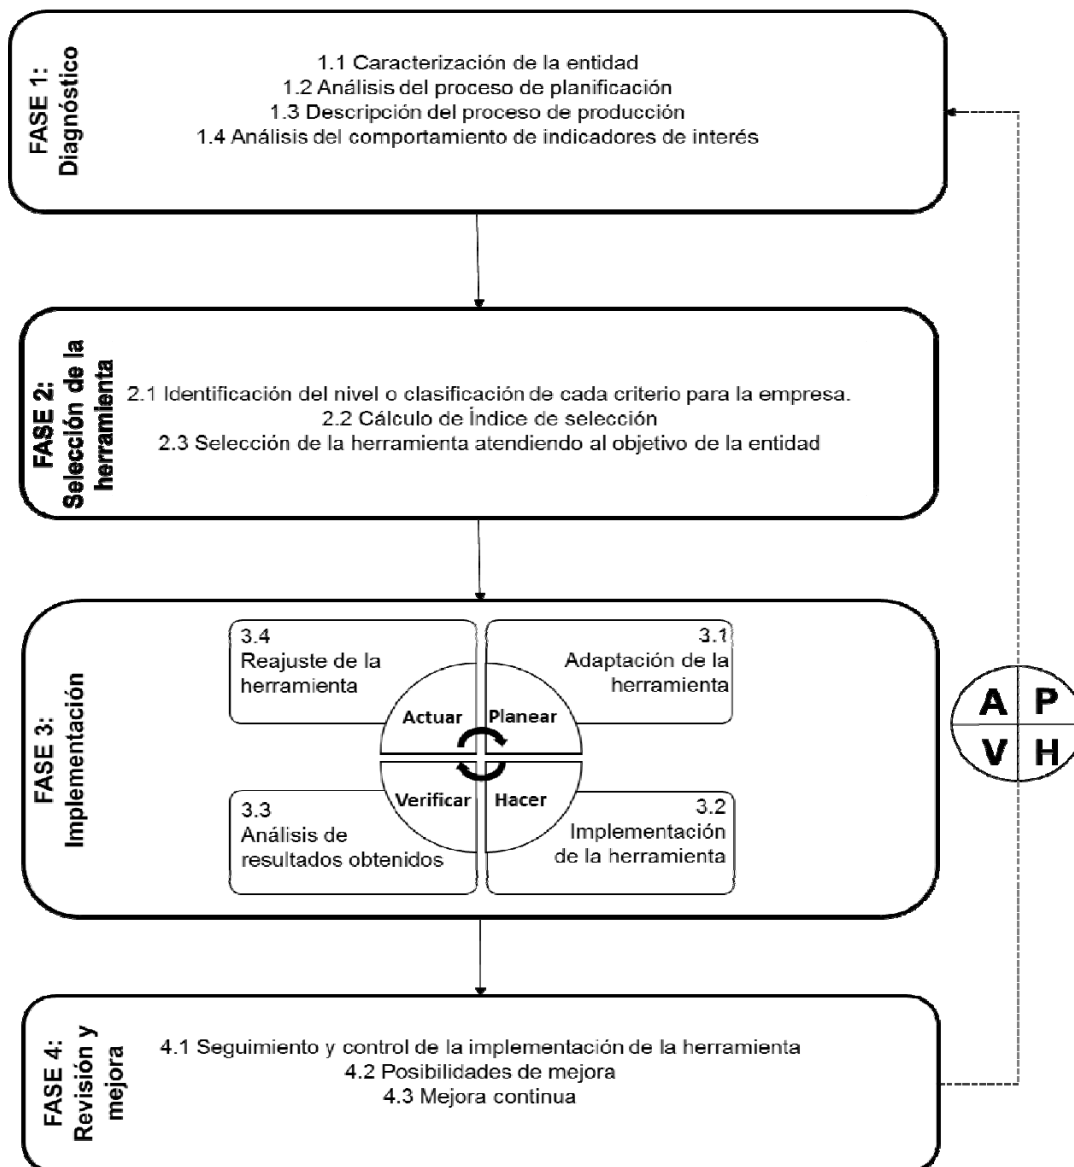 FASE 1:
Diagnóstico
1.1 Caracterización de la entidad
1.2 Análisis del proceso de planificación
1.3 Descripción del proceso de producción
1.4 Análisis del comportamiento de indicadores de interés
FASE 2:
Selección de la
herramienta
2.1 Identificación del nivel o clasificación de cada criterio para la empresa.
2.2 Cálculo de Índice de selección
2.3 Selección de la herramienta atendiendo al objetivo de la entidad
FASE 3:
Implementación
3.4
Reajuste de la
herramienta
3.1
Adaptación de la
herramienta
Actuar
Planear
Verificar
Hacer
3.3
Análisis de
resultados obtenidos
3.2
Implementación
de la herramienta
A P
V H
FASE 4:
Revisión y
mejora
4.1 Seguimiento y control de la implementación de la herramienta
4.2 Posibilidades de mejora
4.3 Mejora continua